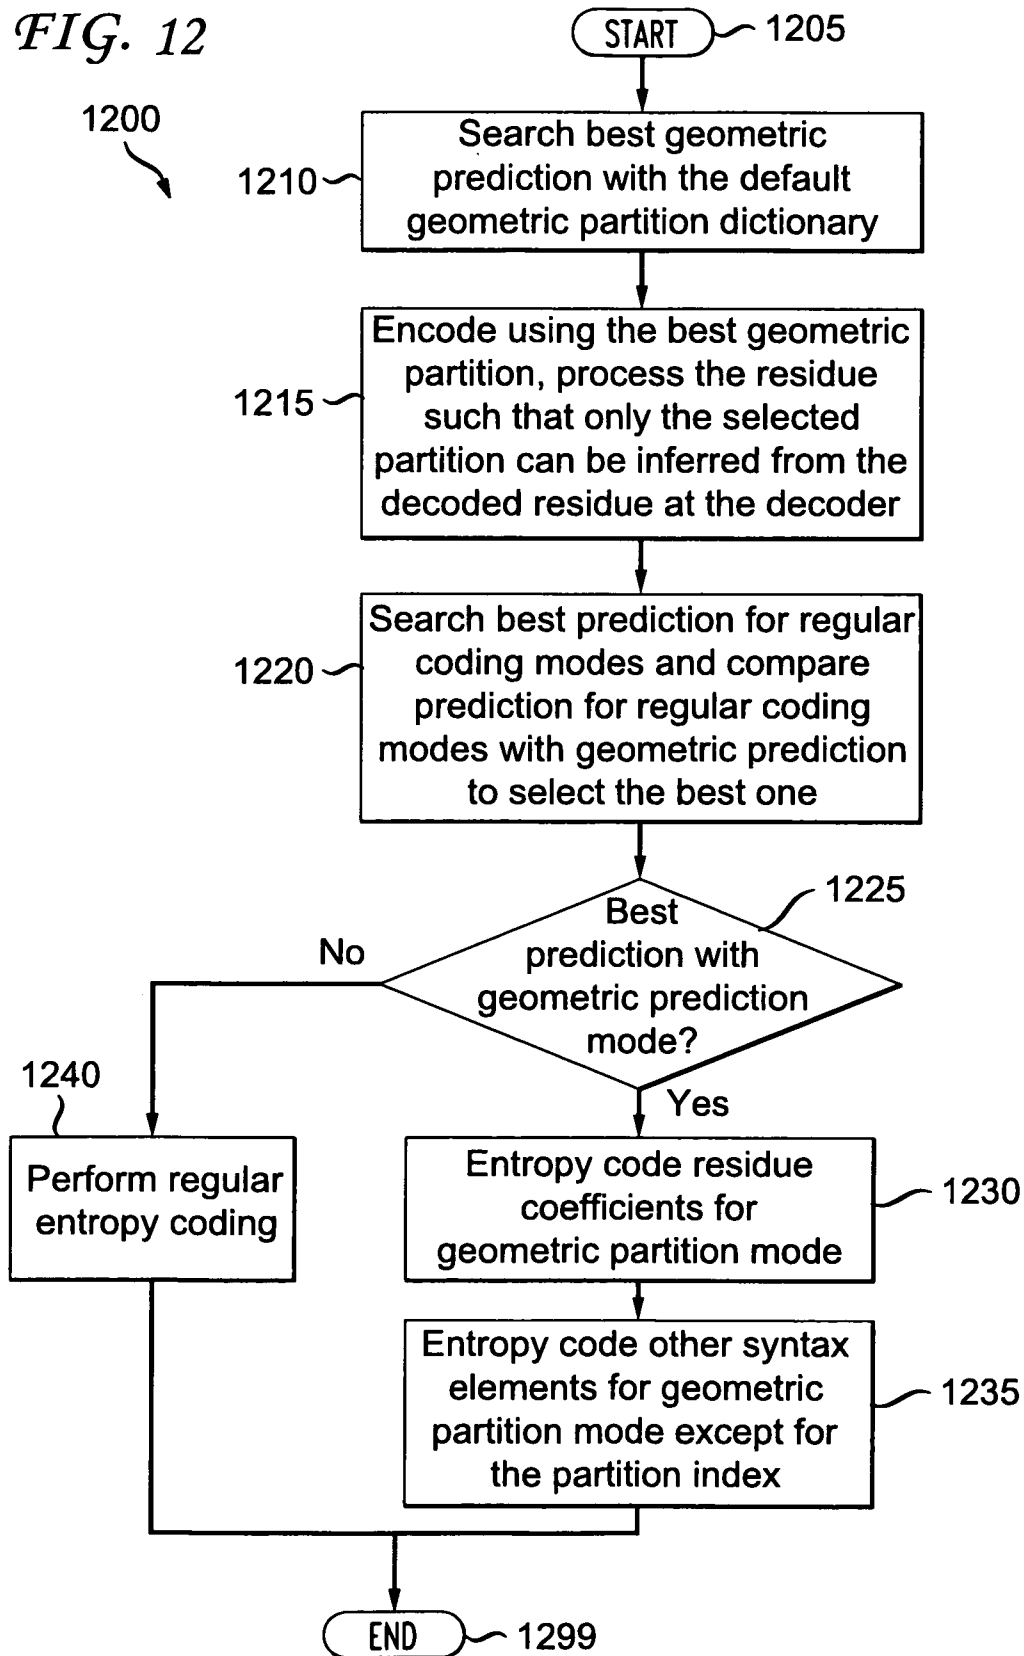 FIG. 12
START
1205
1200
Search best geometric
prediction with the default
geometric partition dictionary
1210
Encode using the best geometric
partition, process the residue
such that only the selected
partition can be inferred from the
decoded residue at the decoder
1215
Search best prediction for regular
coding modes and compare
prediction for regular coding
modes with geometric prediction
to select the best one
1220
Best
prediction with
geometric prediction
mode?
1225
No
Yes
1240
Perform regular
entropy coding
Entropy code residue
coefficients for
geometric partition mode
1230
Entropy code other syntax
elements for geometric
partition mode except for
the partition index
1235
END
1299